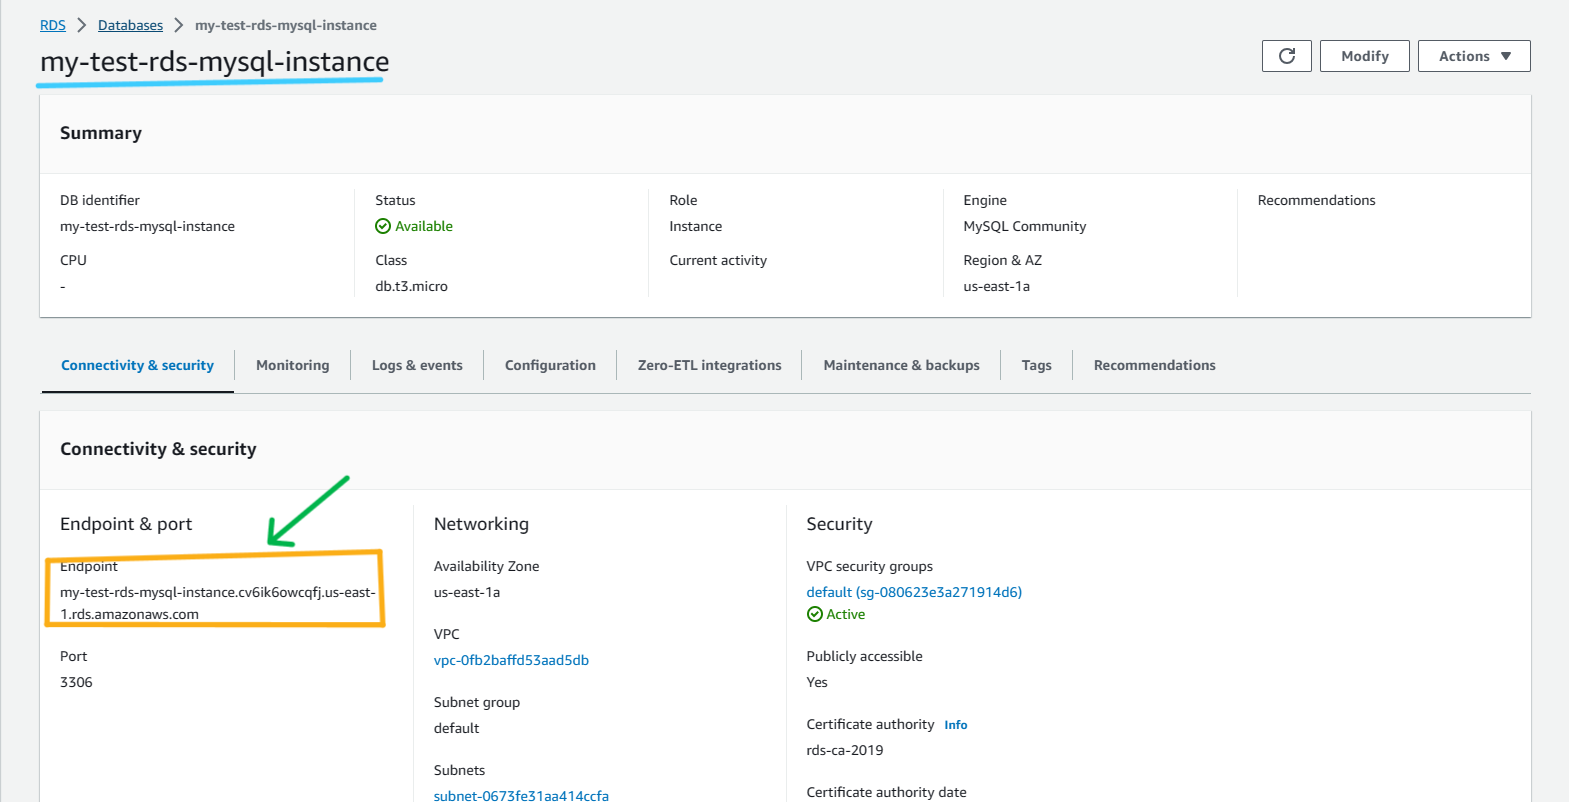 RDS > Databases > my-test-rds-mysql-instance
my-test-rds-mysql-instance
Modify
Actions
Summary
DB identifier
my-test-rds-mysql-instance
CPU
-
Status
Available
Class
db.t3.micro
Role
Instance
Current activity
Engine
MySQL Community
Region & AZ
us-east-1a
Recommendations
Connectivity & security
Monitoring
Logs & events
Configuration
Zero-ETL integrations
Maintenance & backups
Tags
Recommendations
Connectivity & security
Endpoint & port
Endpoint
my-test-rds-mysql-instance.cv6ik6owcqfj.us-east-
1.rds.amazonaws.com
Port
3306
Networking
Availability Zone
us-east-1a
VPC
vpc-0fb2baffd53aad5db
Subnet group
default
Subnets
subnet-0673fe31aa414ccfa
Security
VPC security groups
default (sg-080623e3a271914d6)
Active
Publicly accessible
Yes
Certificate authority Info
rds-ca-2019
Certificate authority date